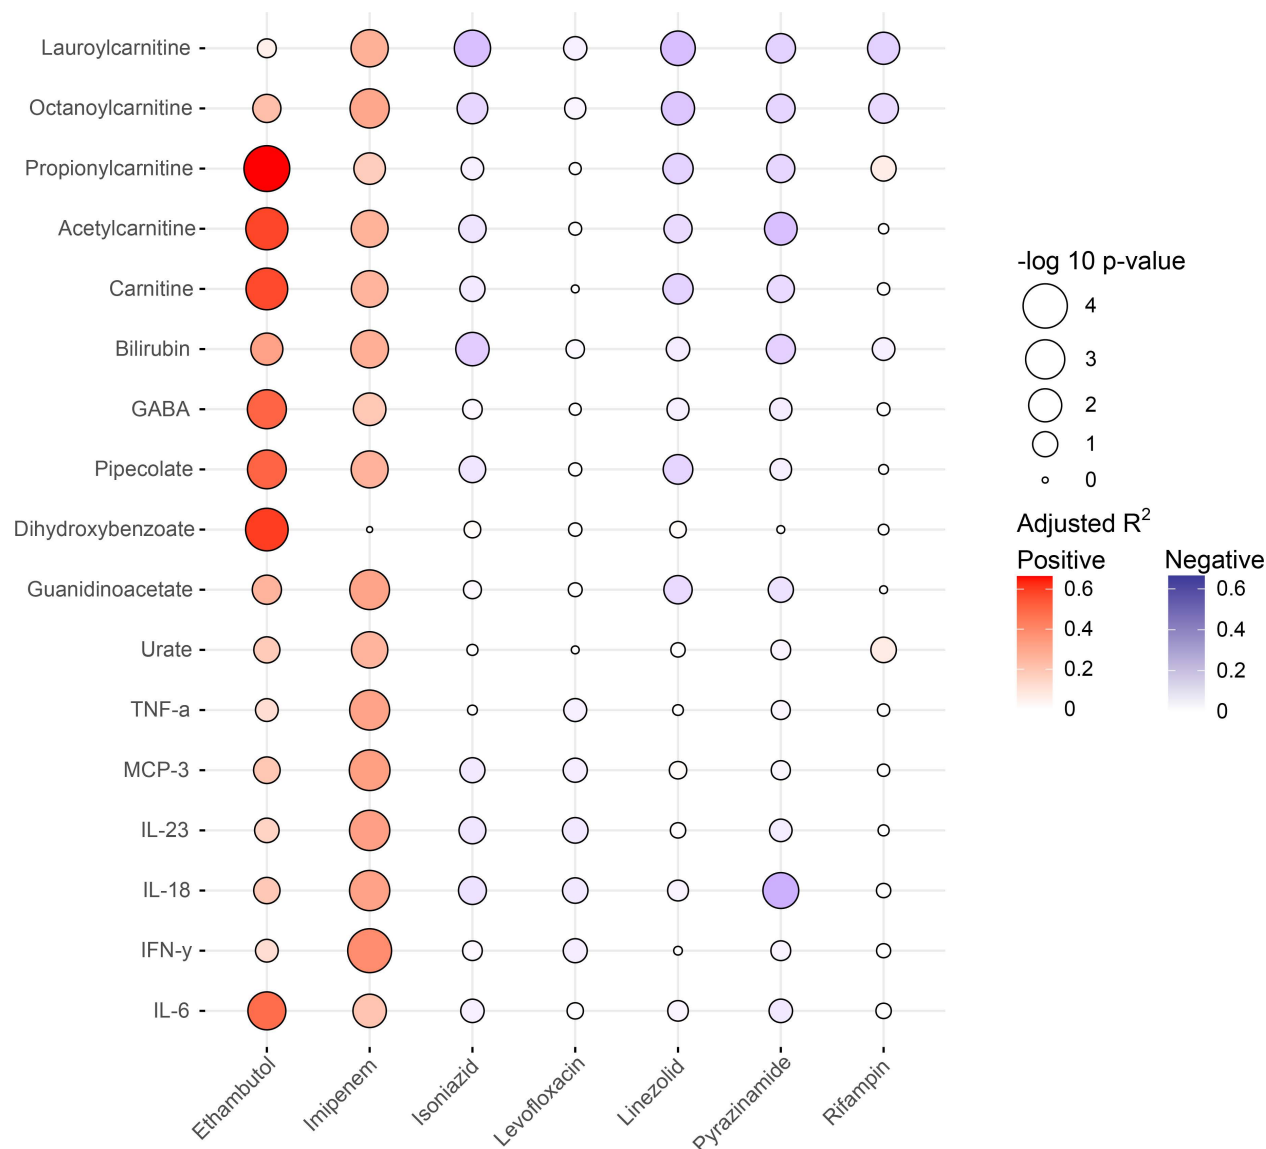 Lauroylcarnitine
Octanoylcarnitine
Propionylcarnitine
Acetylcarnitine
Carnitine
Bilirubin
GABA
Pipecolate
Dihydroxybenzoate
Guanidinoacetate
Urate
TNF-a
MCP-3
IL-23
IL-18
IFN-y
IL-6
Ethambutol
Imipenem
Isoniazid
Levofloxacin
Linezolid
Pyrazinamide
Rifampin
-log 10 p-value
4
3
2
1
0
Adjusted R²
Positive Negative
0.6 0.6
0.4 0.4
0.2 0.2
0 0